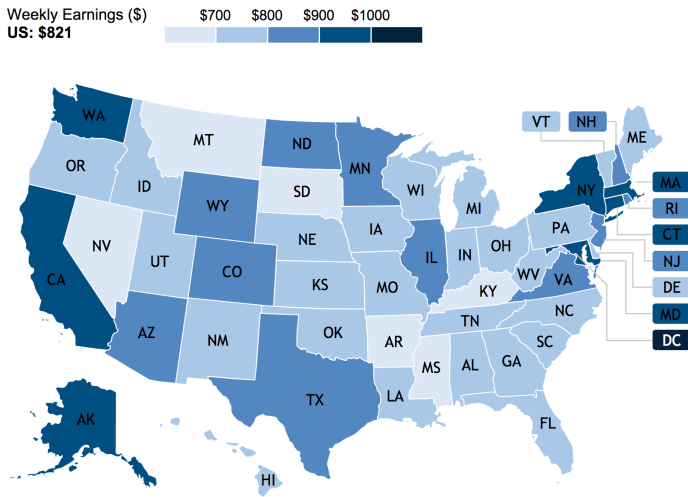 Weekly Earnings ($)
US: $821
$700 $800 $900 $1000
WA
MT
ND
MN
VT
NH
ME
OR
ID
SD
WI
WY
MI
NY
MA
RI
CT
NJ
DE
MD
DC
NV
UT
CO
NE
IA
IL
IN
OH
PA
CA
KS
MO
KY
WV
VA
AZ
NM
OK
AR
TN
NC
SC
TX
LA
MS
AL
GA
FL
AK
HI